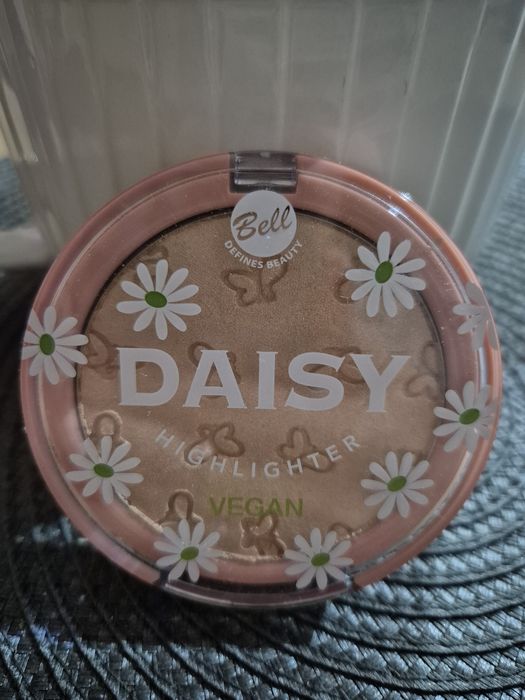 Bell
DEFINES BEAUTY
DAISY
HIGHLIGHTER
VEGAN